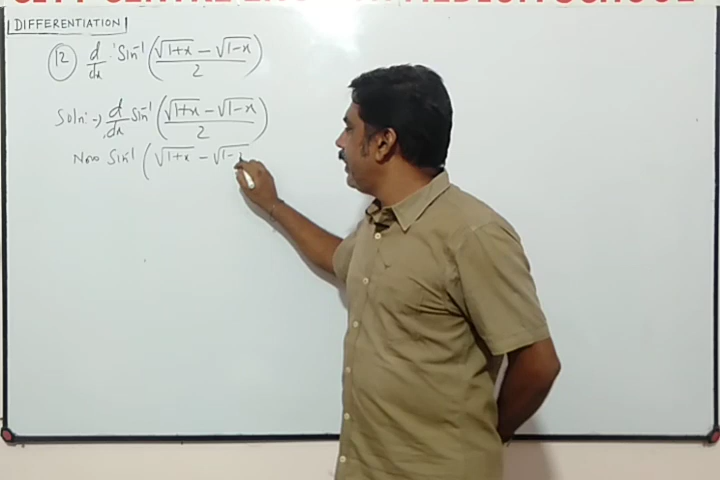 DIFFERENTIATION
12 d/dx Sin⁻¹ ((√1+x − √1−x)/2)
Soln:→ d/dx Sin⁻¹ ((√1+x − √1−x)/2)
Now Sin⁻¹ (√1+x − √1−